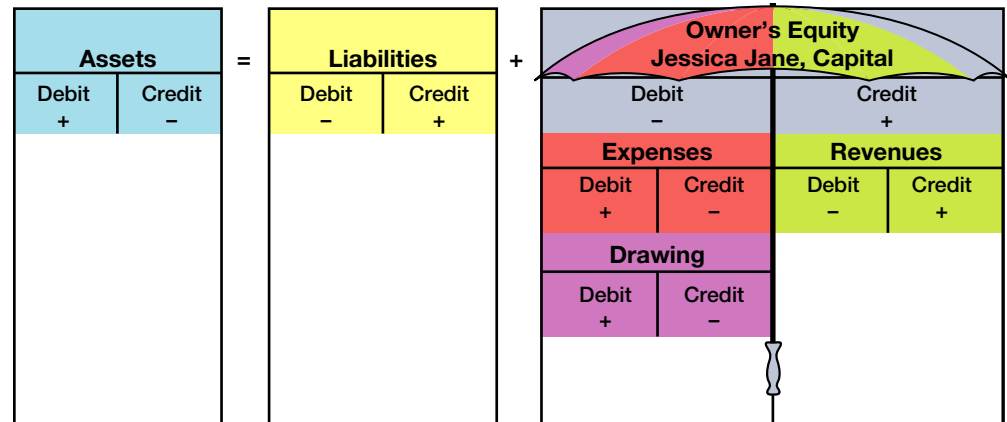 Assets
=
Liabilities
+
Owner's Equity
Jessica Jane, Capital
Debit Credit
+ −
Debit Credit
− +
Debit Credit
− +
Expenses
Debit Credit
+ −
Revenues
Debit Credit
− +
Drawing
Debit Credit
+ −